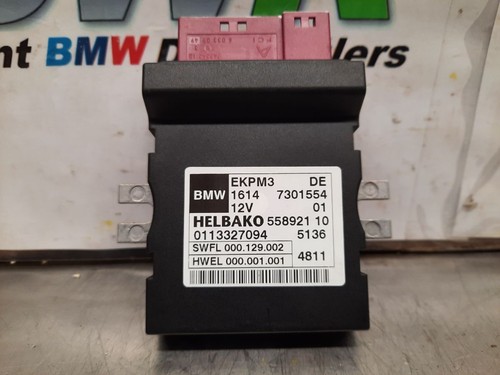 nt BMW D alers
BMW EKPM3 DE
1614 7301554
12V 01
HELBAKO 558921 10
0113327094 5136
SWFL 000.129.002
HWEL 000.001.001 4811